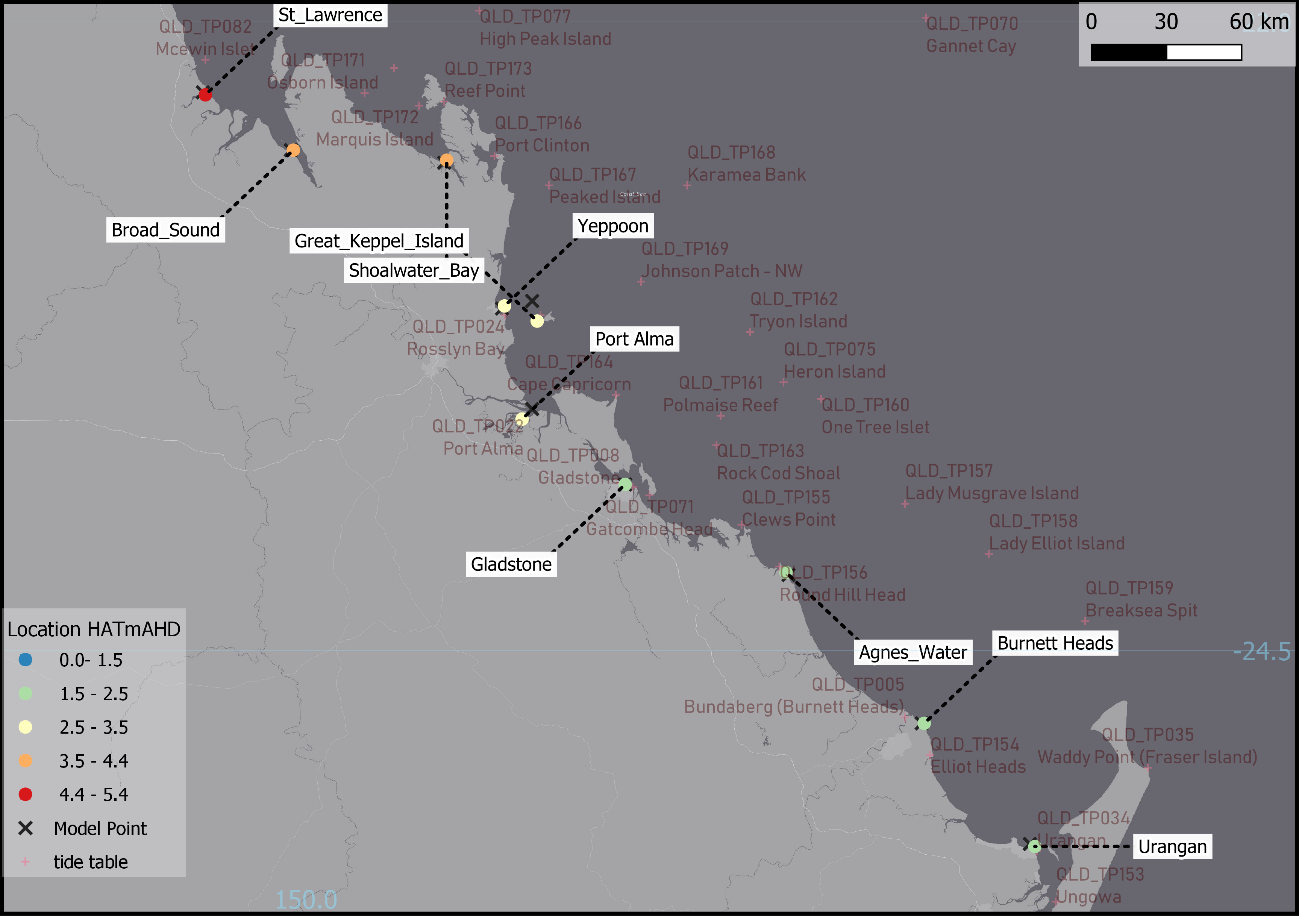 St_Lawrence
QLD_TP082
Mcewin Islet
QLD_TP077
High Peak Island
QLD_TP070
Gannet Cay
0 30 60 km
QLD_TP171
Osborn Island
QLD_TP173
Reef Point
QLD_TP172
Marquis Island
QLD_TP166
Port Clinton
QLD_TP168
Karamea Bank
QLD_TP167
Peaked Island
Broad_Sound
Great_Keppel_Island
Yeppoon
Shoalwater_Bay
QLD_TP169
Johnson Patch - NW
QLD_TP162
Tryon Island
QLD_TP024
Rosslyn Bay
Port Alma
QLD_TP075
Heron Island
QLD_TP164
Cape Capricorn
QLD_TP161
Polmaise Reef
QLD_TP160
One Tree Islet
QLD_TP022
Port Alma
QLD_TP008
Gladstone
QLD_TP163
Rock Cod Shoal
QLD_TP157
Lady Musgrave Island
QLD_TP071
Gatcombe Head
QLD_TP155
Clews Point
QLD_TP158
Lady Elliot Island
Gladstone
QLD_TP156
Round Hill Head
QLD_TP159
Breaksea Spit
Agnes_Water
Burnett Heads
-24.5
QLD_TP005
Bundaberg (Burnett Heads)
QLD_TP154
Elliot Heads
QLD_TP035
Waddy Point (Fraser Island)
QLD_TP034
Urangan
Urangan
QLD_TP153
Ungowa
150.0
Location HATmAHD
0.0- 1.5
1.5 - 2.5
2.5 - 3.5
3.5 - 4.4
4.4 - 5.4
Model Point
tide table